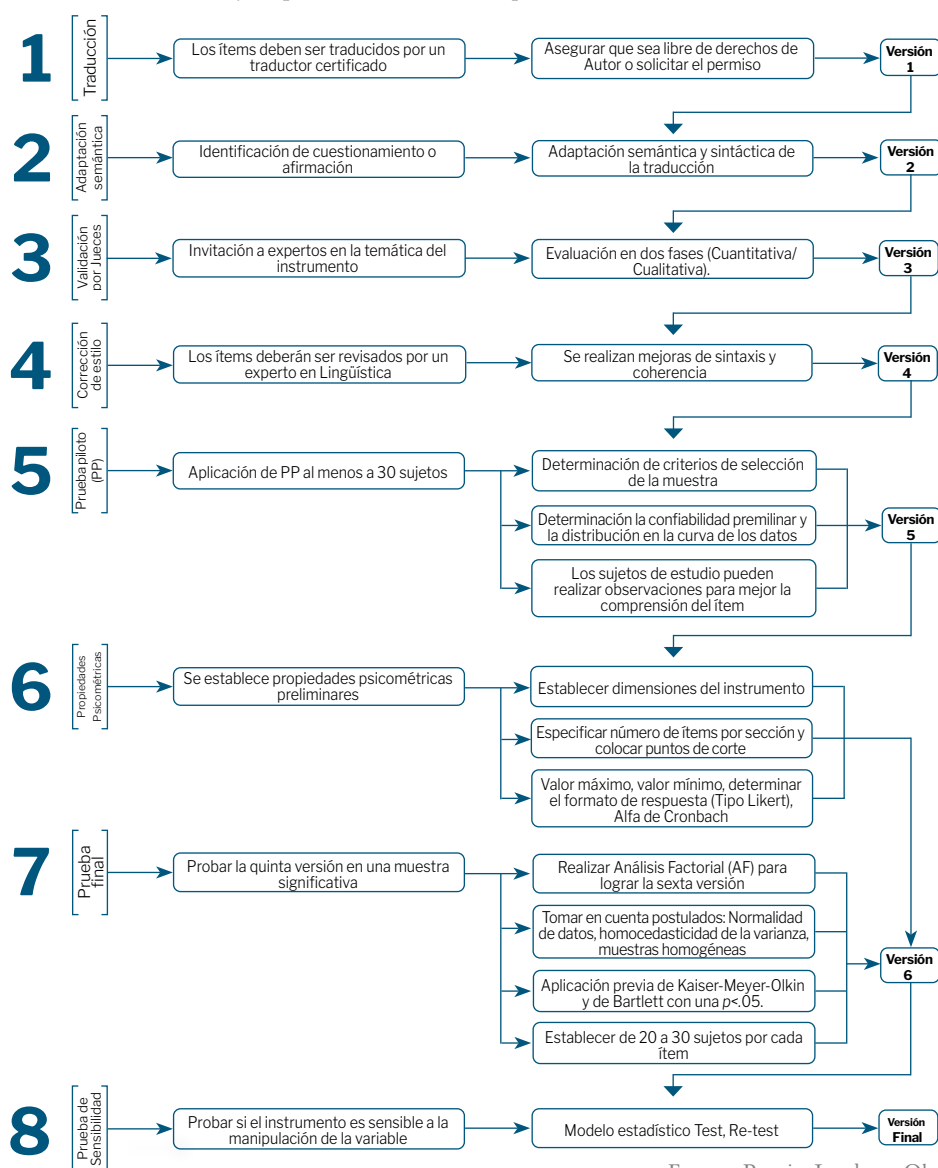 1
Traducción
Los ítems deben ser traducidos por un
traductor certificado
Asegurar que sea libre de derechos de
Autor o solicitar el permiso
Versión
1
2
Adaptación
semántica
Identificación de cuestionamiento o
afirmación
Adaptación semántica y sintáctica de
la traducción
Versión
2
3
Validación
por Jueces
Invitación a expertos en la temática del
instrumento
Evaluación en dos fases (Cuantitativa/
Cualitativa).
Versión
3
4
Corrección
de estilo
Los ítems deberán ser revisados por un
experto en Lingüística
Se realizan mejoras de sintaxis y
coherencia
Versión
4
5
Prueba piloto
(PP)
Aplicación de PP al menos a 30 sujetos
Determinación de criterios de selección
de la muestra
Determinación la confiabilidad premilinar y
la distribución en la curva de los datos
Los sujetos de estudio pueden
realizar observaciones para mejor la
comprensión del ítem
Versión
5
6
Propiedades
Psicométricas
Se establece propiedades psicométricas
preliminares
Establecer dimensiones del instrumento
Especificar número de ítems por sección y
colocar puntos de corte
Valor máximo, valor mínimo, determinar
el formato de respuesta (Tipo Likert),
Alfa de Cronbach
7
Prueba
final
Probar la quinta versión en una muestra
significativa
Realizar Análisis Factorial (AF) para
lograr la sexta versión
Tomar en cuenta postulados: Normalidad
de datos, homocedasticidad de la varianza,
muestras homogéneas
Aplicación previa de Kaiser-Meyer-Olkin
y de Bartlett con una p<.05.
Establecer de 20 a 30 sujetos por cada
ítem
Versión
6
8
Prueba de
Sensibilidad
Probar si el instrumento es sensible a la
manipulación de la variable
Modelo estadístico Test, Re-test
Versión
Final